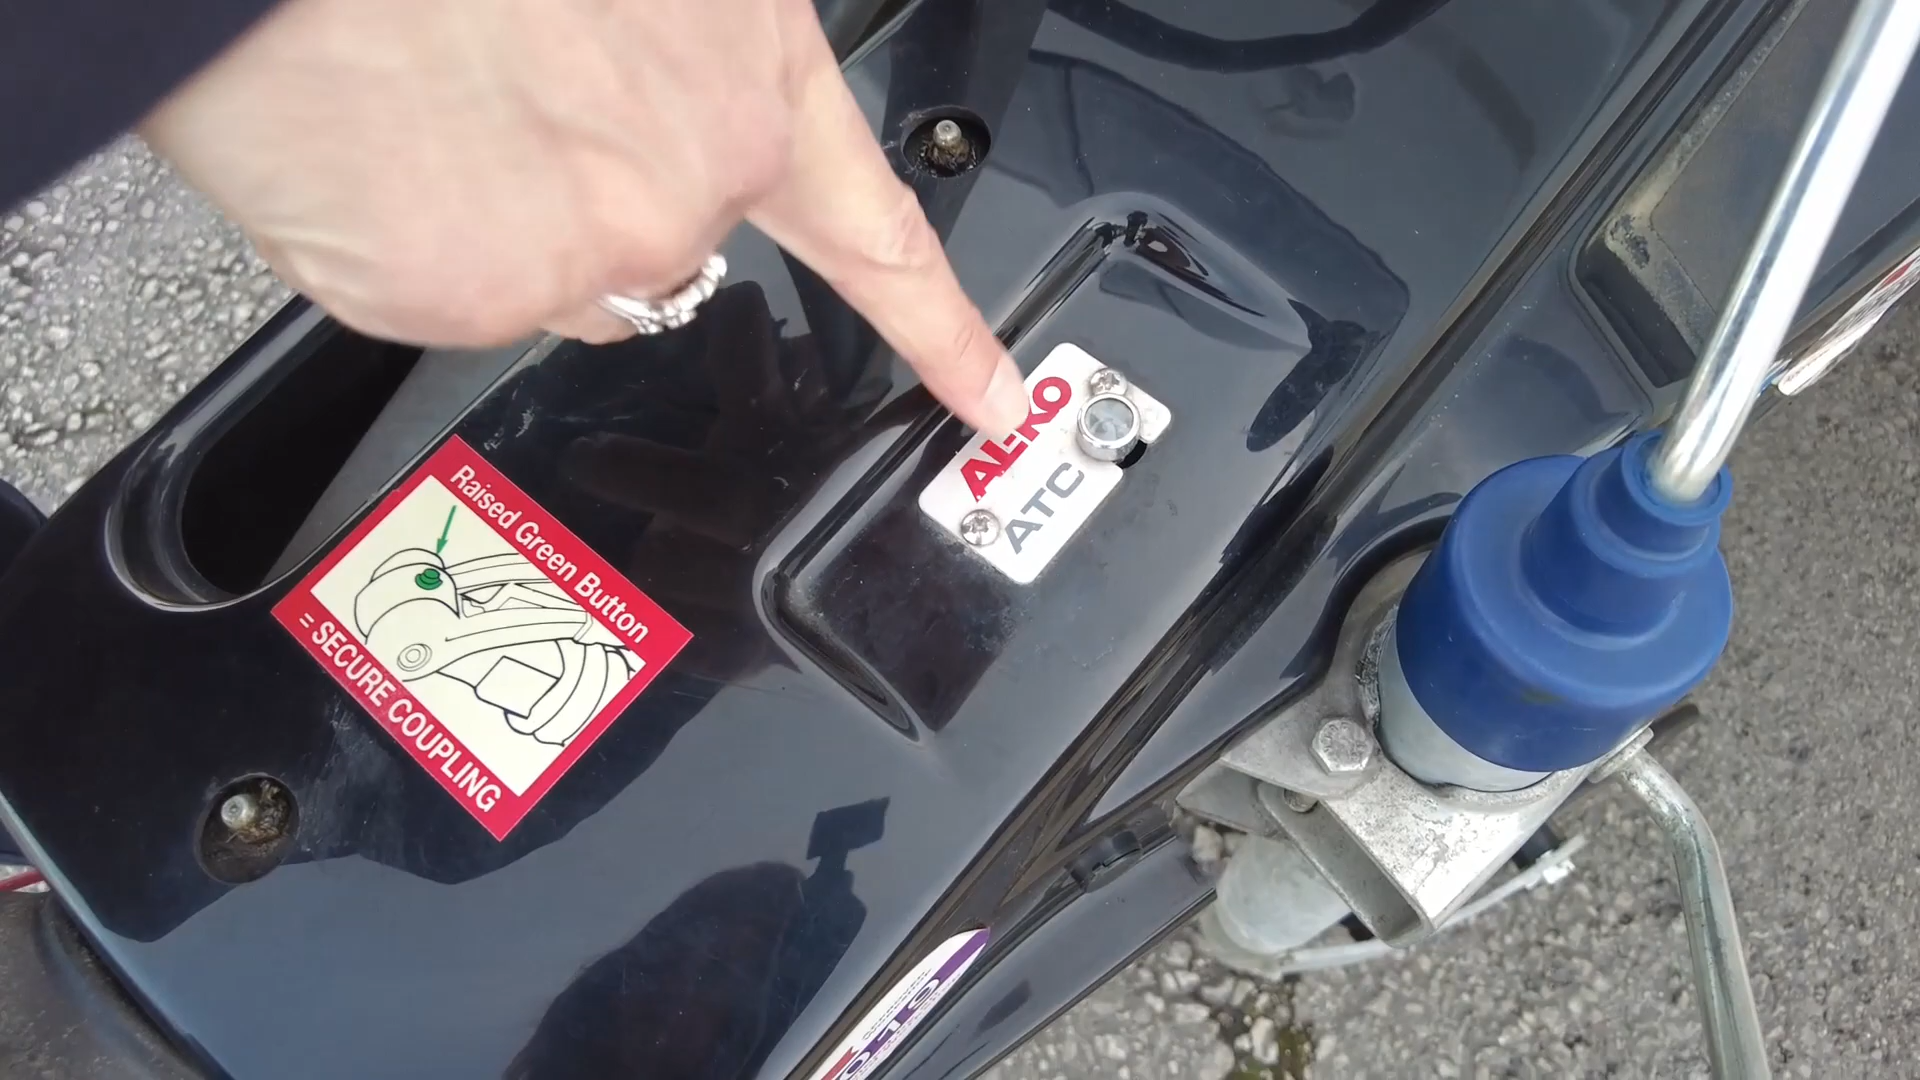 Raised Green Button
= SECURE COUPLING
AL-KO
ATC